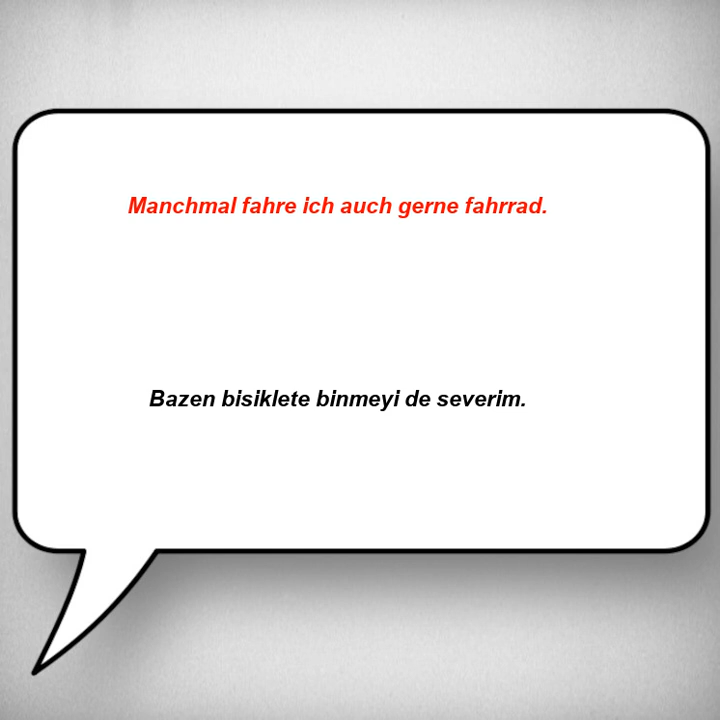 Manchmal fahre ich auch gerne fahrrad.
Bazen bisiklete binmeyi de severim.